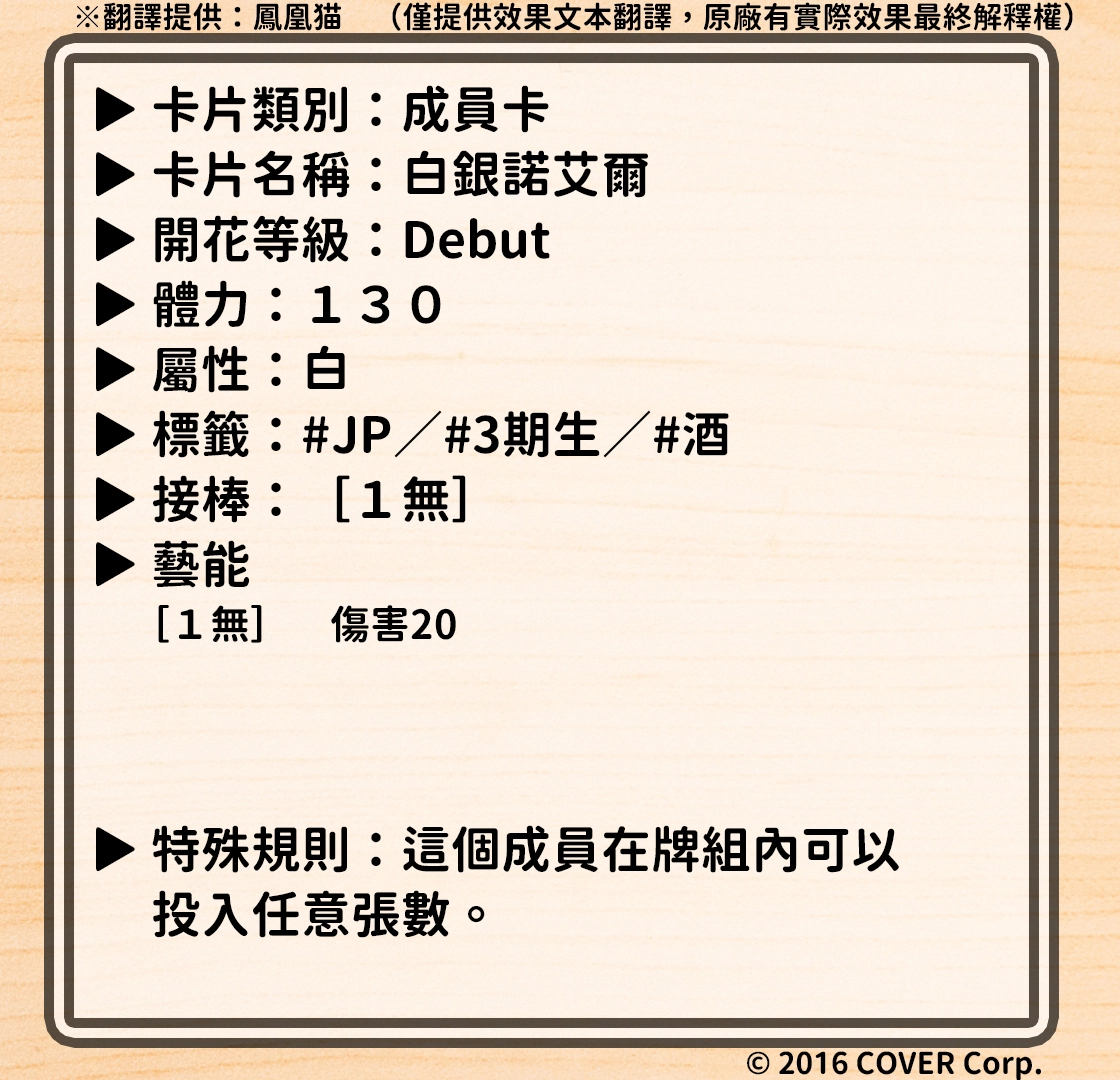 ※翻譯提供：鳳凰猫　（僅提供效果文本翻譯，原廠有實際效果最終解釋權）
▶ 卡片類別：成員卡
▶ 卡片名稱：白銀諾艾爾
▶ 開花等級：Debut
▶ 體力：１３０
▶ 屬性：白
▶ 標籤：#JP／#3期生／#酒
▶ 接棒：［１無］
▶ 藝能
［１無］　傷害20
▶ 特殊規則：這個成員在牌組內可以
投入任意張數。
© 2016 COVER Corp.